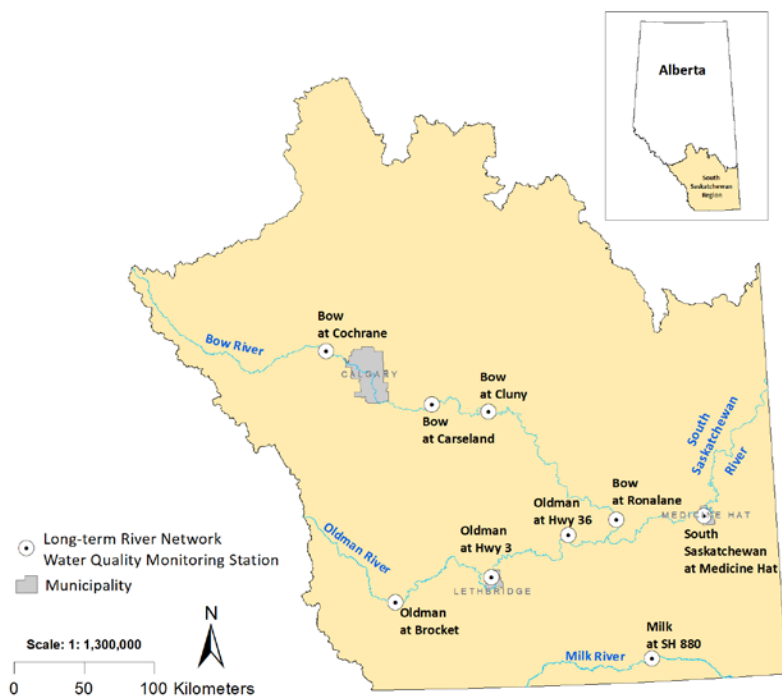 Alberta
South
Saskatchewan
Region
Bow
at Cochrane
Bow River
CALGARY
Bow
at Cluny
Bow
at Carseland
South
Saskatchewan
River
Bow
at Ronalane
Oldman
at Hwy 36
MEDICINE HAT
Oldman
at Hwy 3
South
Saskatchewan
at Medicine Hat
Oldman River
LETHBRIDGE
Oldman
at Brocket
Milk
at SH 880
Milk River
Long-term River Network
Water Quality Monitoring Station
Municipality
N
Scale: 1: 1,300,000
0 50 100 Kilometers